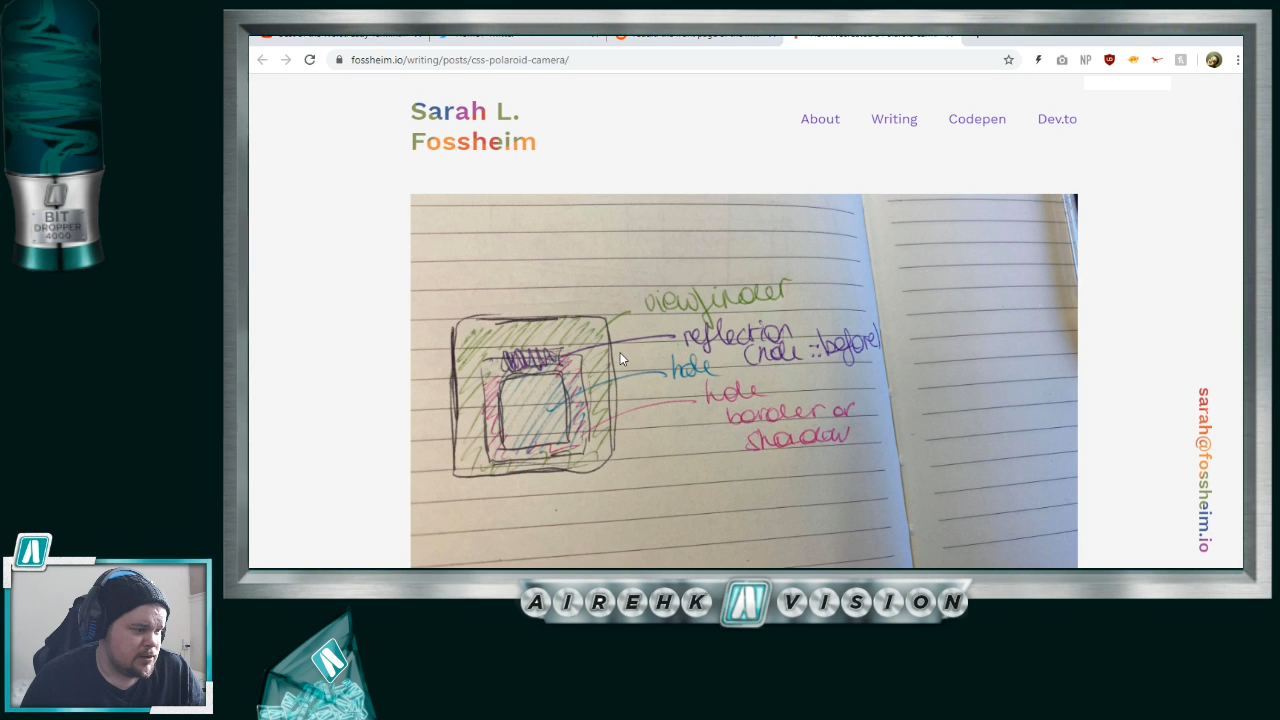 BIT
DROPPER
4000
fossheim.io/writing/posts/css-polaroid-camera/
NP
Sarah L.
Fossheim
About
Writing
Codepen
Dev.to
viewfinder
reflection
(hole ::before)
hole
hole
border or
shadow
sarah@fossheim.io
AIREHK VISION